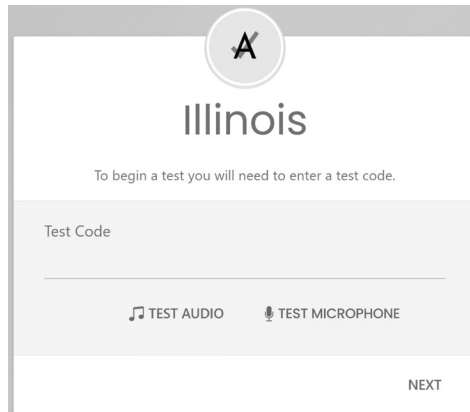 A
Illinois
To begin a test you will need to enter a test code.
Test Code
TEST AUDIO TEST MICROPHONE
NEXT